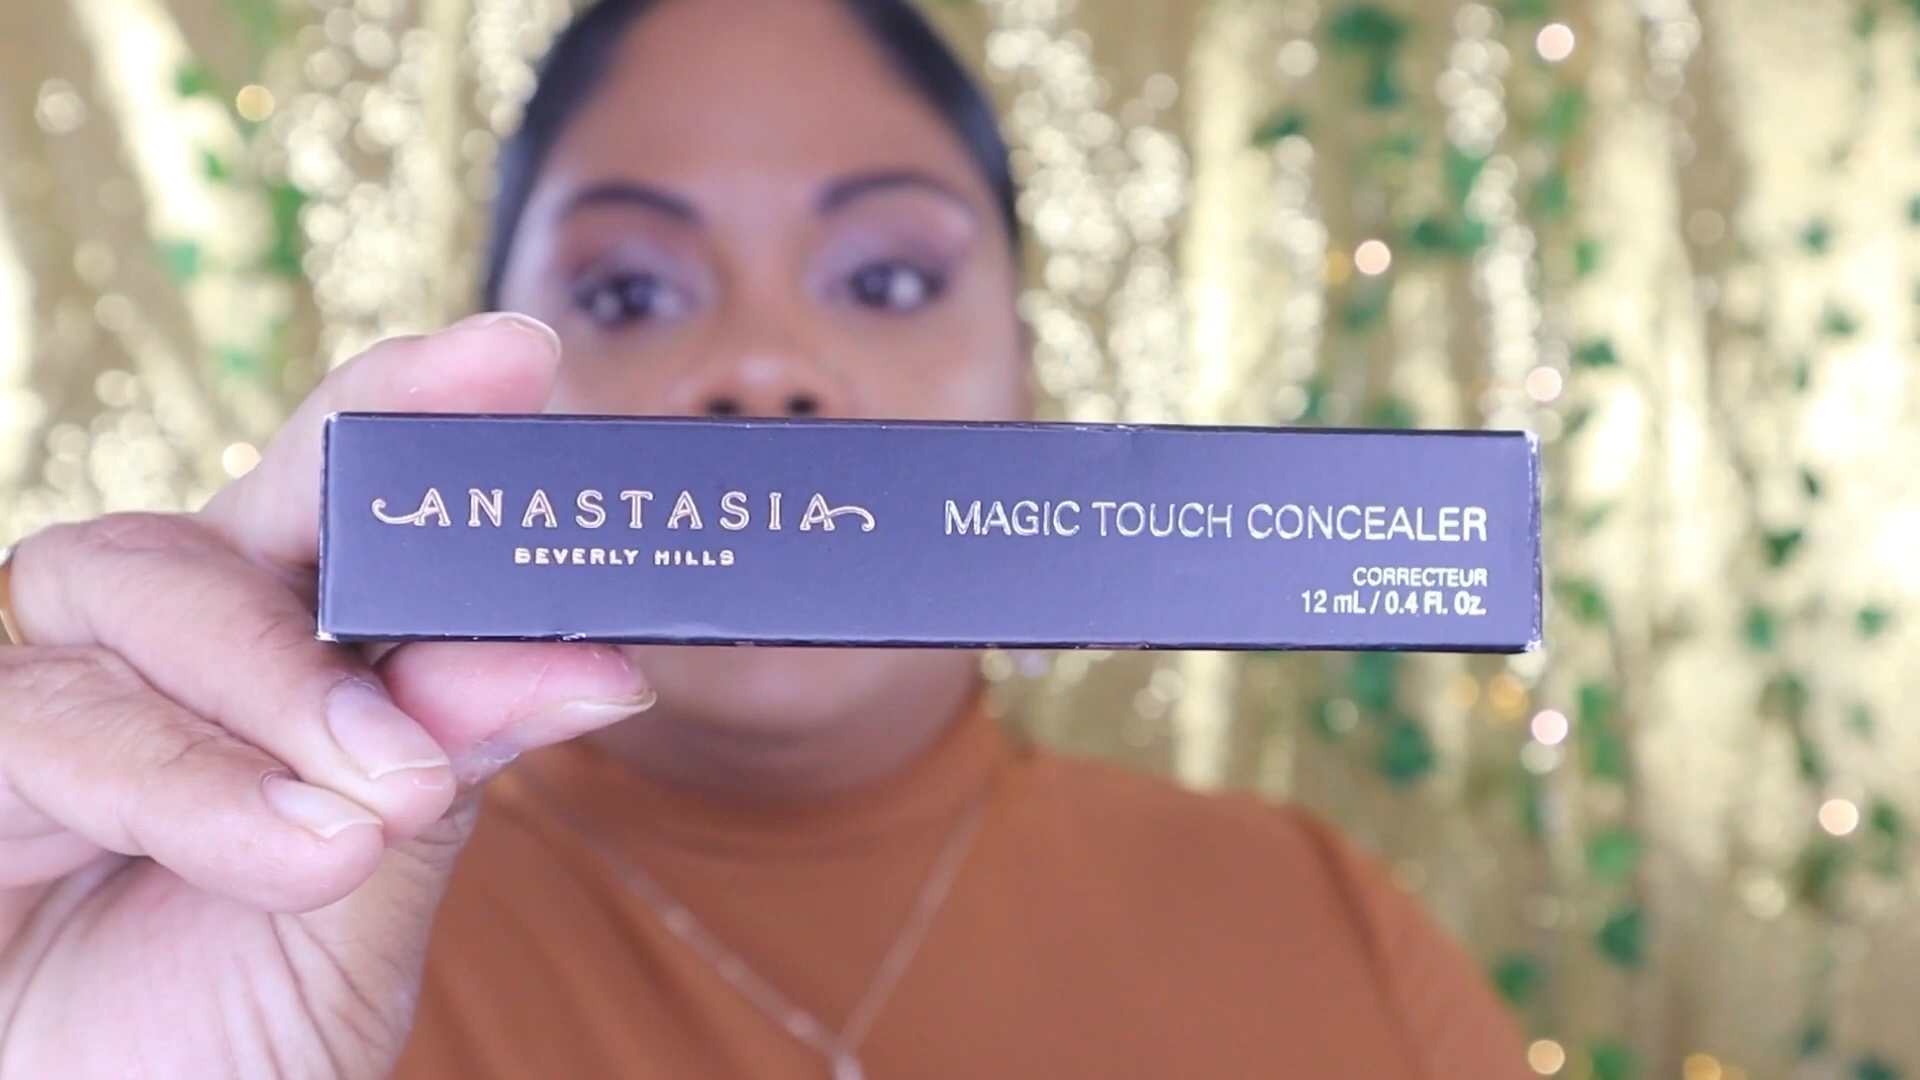 ANASTASIA
BEVERLY HILLS
MAGIC TOUCH CONCEALER
CORRECTEUR
12 mL / 0.4 Fl. Oz.